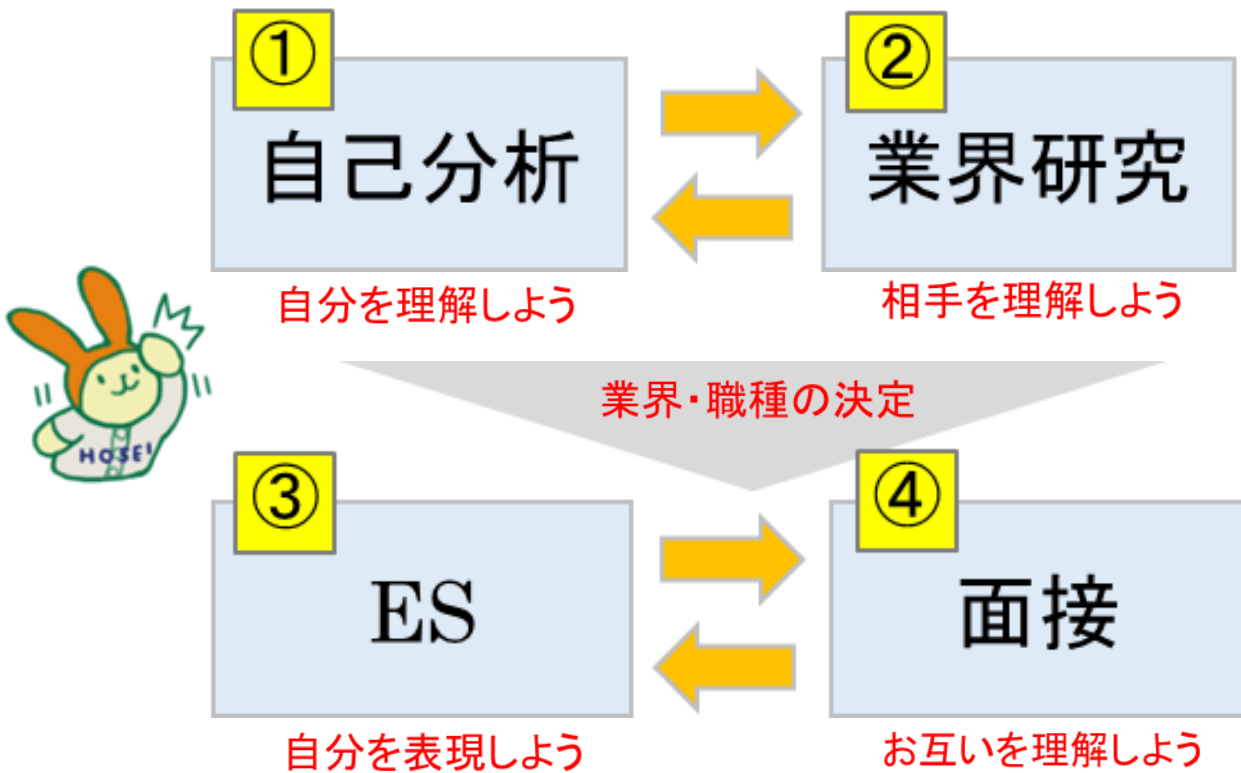 ①
自己分析
自分を理解しよう
②
業界研究
相手を理解しよう
業界・職種の決定
HOSEI
③
ES
自分を表現しよう
④
面接
お互いを理解しよう